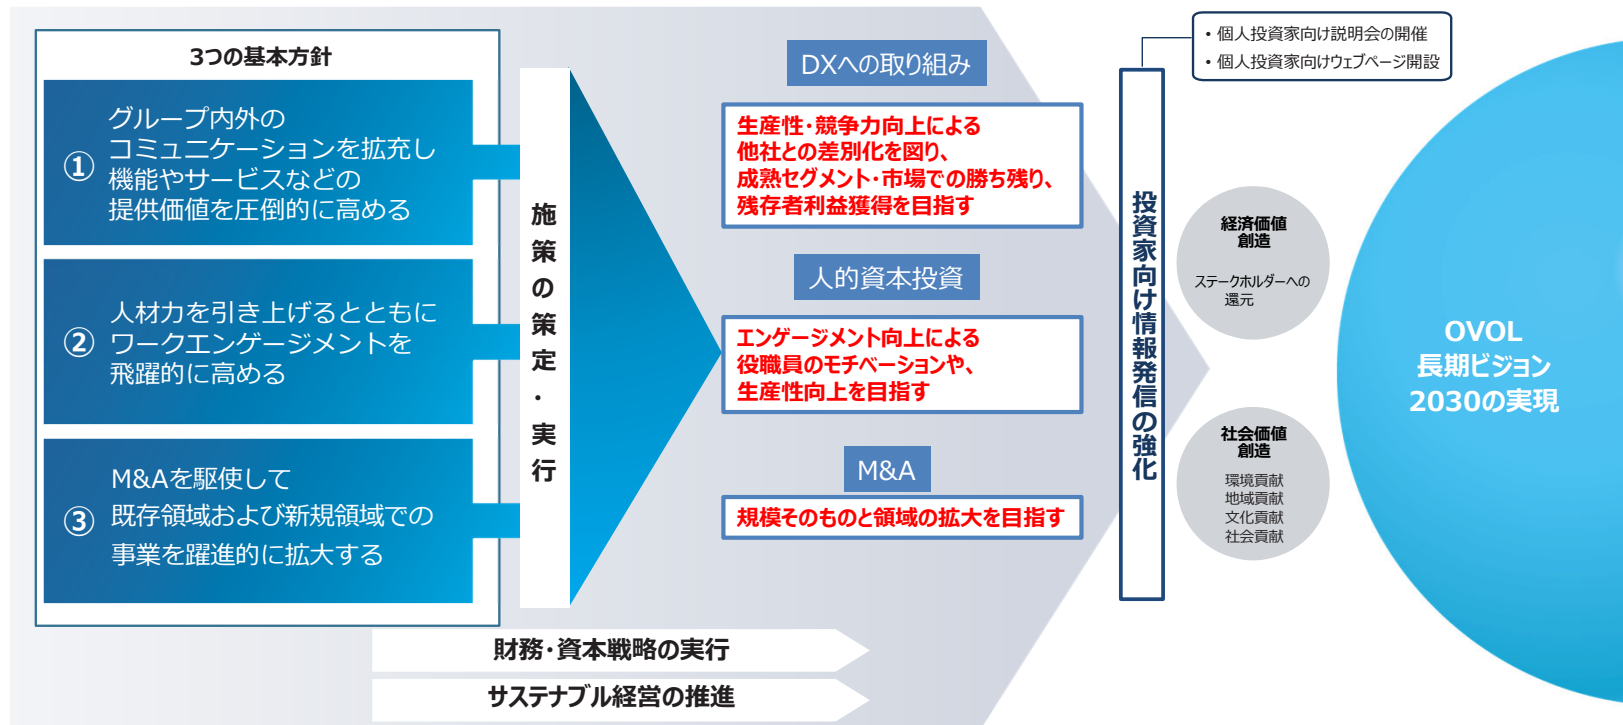 3つの基本方針
①
グループ内外の
コミュニケーションを拡充し
機能やサービスなどの
提供価値を圧倒的に高める
②
人材力を引き上げるとともに
ワークエンゲージメントを
飛躍的に高める
③
M&Aを駆使して
既存領域および新規領域での
事業を躍進的に拡大する
施策の策定・実行
DXへの取り組み
生産性・競争力向上による
他社との差別化を図り、
成熟セグメント・市場での勝ち残り、
残存者利益獲得を目指す
人的資本投資
エンゲージメント向上による
役職員のモチベーションや、
生産性向上を目指す
M&A
規模そのものと領域の拡大を目指す
財務・資本戦略の実行
サステナブル経営の推進
・個人投資家向け説明会の開催
・個人投資家向けウェブページ開設
投資家向け情報発信の強化
経済価値
創造
ステークホルダーへの
還元
社会価値
創造
環境貢献
地域貢献
文化貢献
社会貢献
OVOL
長期ビジョン
2030の実現